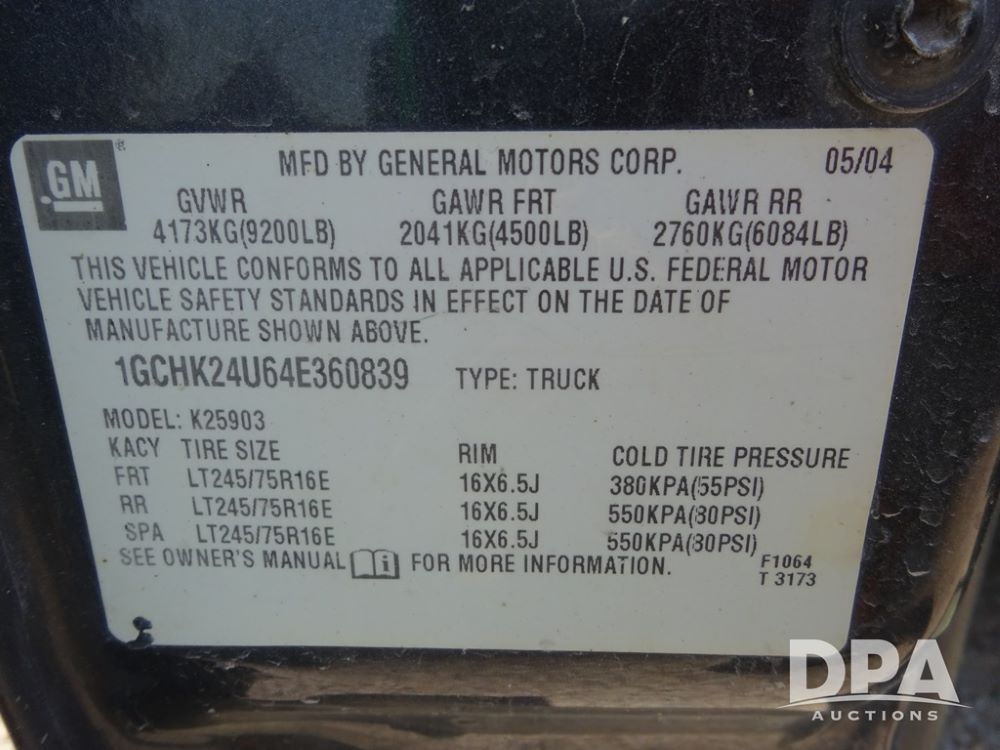 GM ® MFD BY GENERAL MOTORS CORP. 05/04
GVWR GAWR FRT GAWR RR
4173KG(9200LB) 2041KG(4500LB) 2760KG(6084LB)
THIS VEHICLE CONFORMS TO ALL APPLICABLE U.S. FEDERAL MOTOR
VEHICLE SAFETY STANDARDS IN EFFECT ON THE DATE OF
MANUFACTURE SHOWN ABOVE.
1GCHK24U64E360839 TYPE: TRUCK
MODEL: K25903
KACY TIRE SIZE RIM COLD TIRE PRESSURE
FRT LT245/75R16E 16X6.5J 380KPA(55PSI)
RR LT245/75R16E 16X6.5J 550KPA(80PSI)
SPA LT245/75R16E 16X6.5J 550KPA(80PSI)
SEE OWNER'S MANUAL FOR MORE INFORMATION. F1064
T 3173
DPA
AUCTIONS